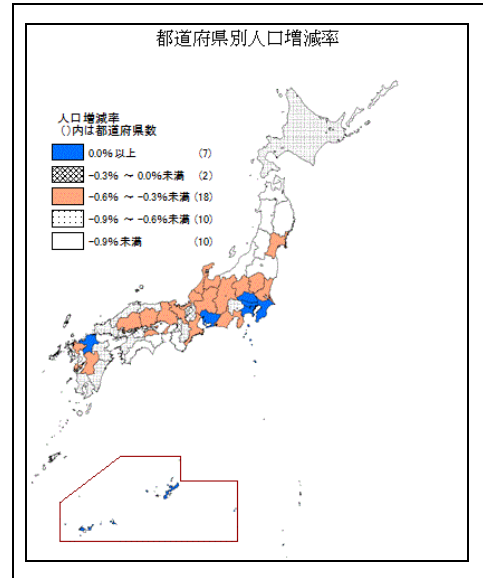 都道府県別人口増減率
人口増減率
()内は都道府県数
0.0%以上 (7)
−0.3% ～ 0.0%未満 (2)
−0.6% ～ −0.3%未満 (18)
−0.9% ～ −0.6%未満 (10)
−0.9%未満 (10)